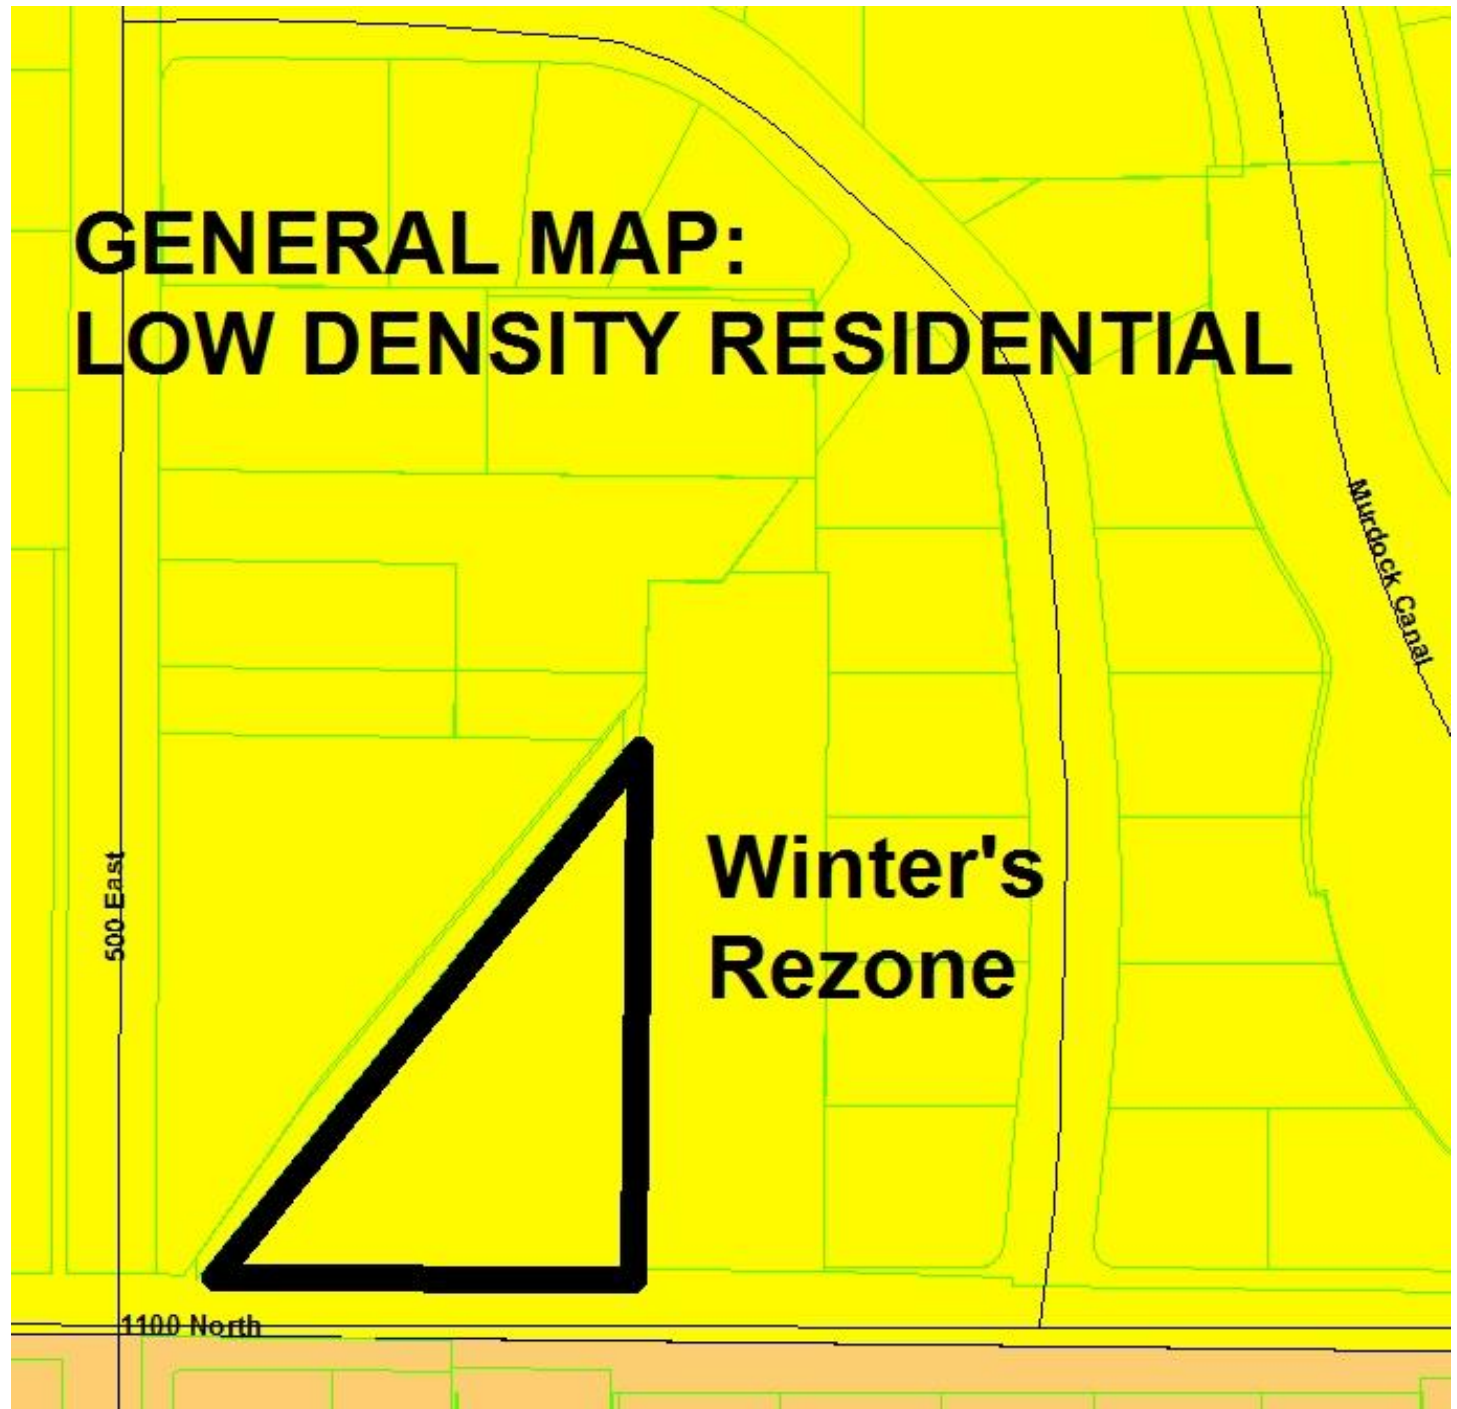 GENERAL MAP:
LOW DENSITY RESIDENTIAL
Murdock Canal
Winter's
Rezone
500 East
1100 North